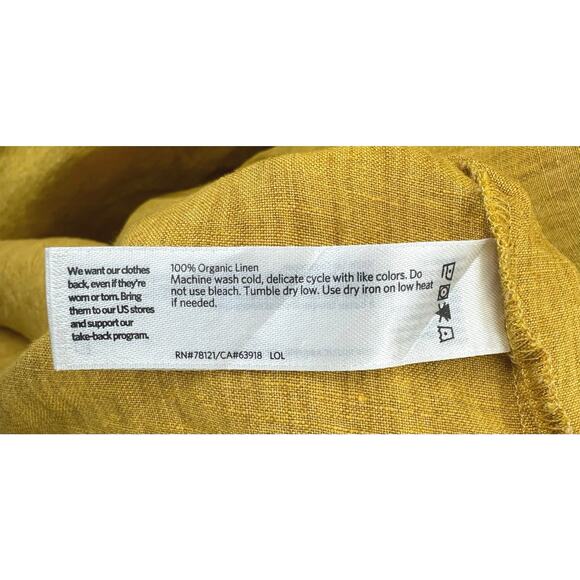 We want our clothes
back, even if they're
worn or torn. Bring
them to our US stores
and support our
take-back program.
100% Organic Linen
Machine wash cold, delicate cycle with like colors. Do
not use bleach. Tumble dry low. Use dry iron on low heat
if needed.
RN#78121/CA#63918 LOL